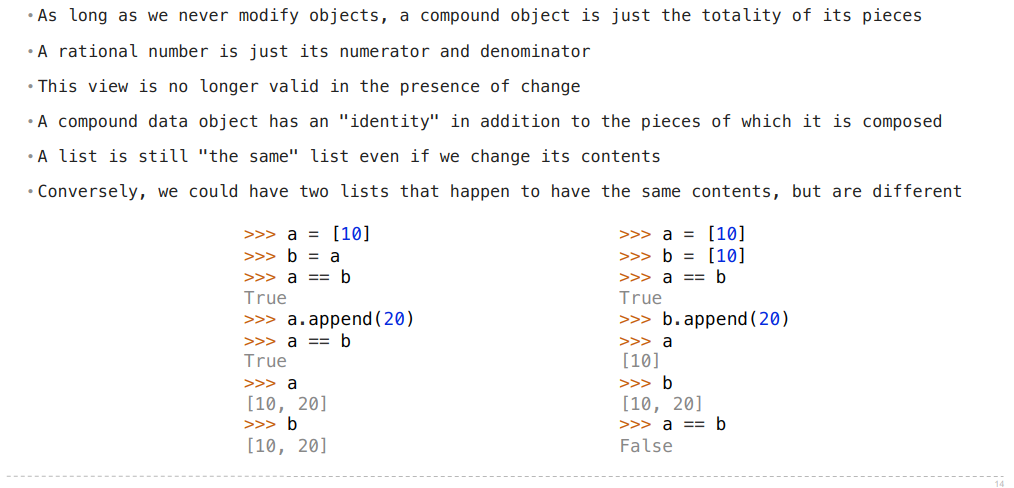 •As long as we never modify objects, a compound object is just the totality of its pieces
•A rational number is just its numerator and denominator
•This view is no longer valid in the presence of change
•A compound data object has an "identity" in addition to the pieces of which it is composed
•A list is still "the same" list even if we change its contents
•Conversely, we could have two lists that happen to have the same contents, but are different
>>> a = [10]
>>> b = a
>>> a == b
True
>>> a.append(20)
>>> a == b
True
>>> a
[10, 20]
>>> b
[10, 20]
>>> a = [10]
>>> b = [10]
>>> a == b
True
>>> b.append(20)
>>> a
[10]
>>> b
[10, 20]
>>> a == b
False
14